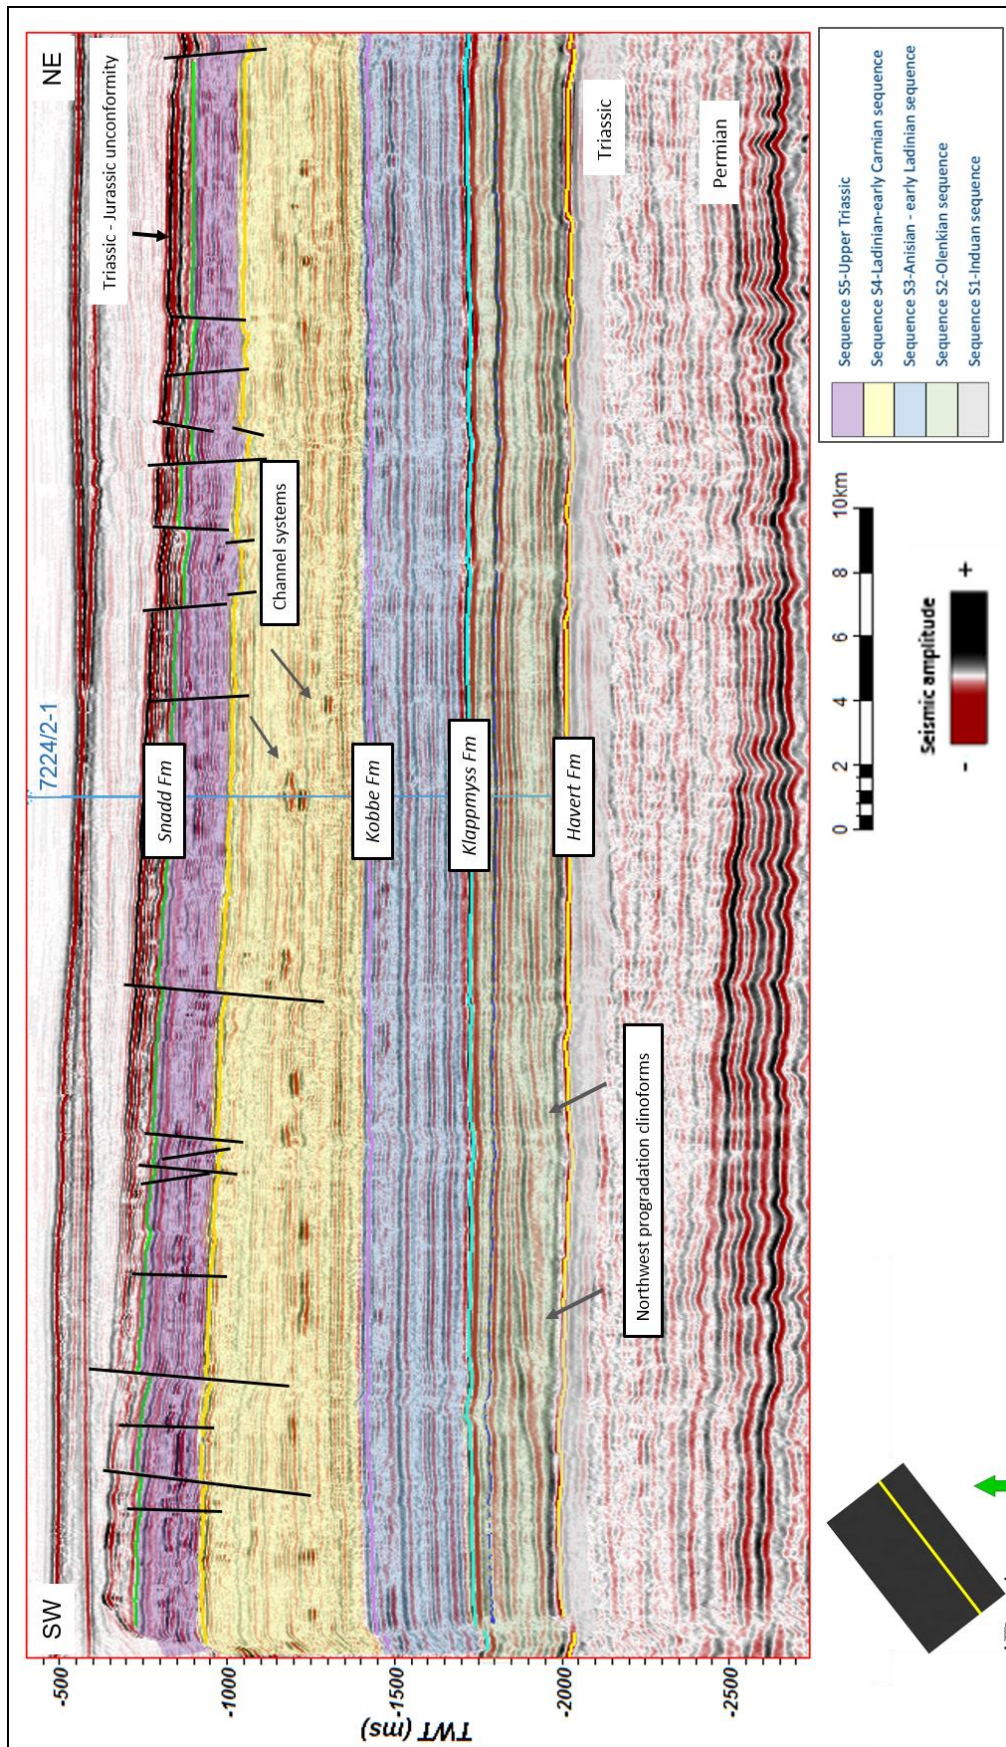 SW
NE
7224/2-1
Triassic - Jurassic unconformity
Snadd Fm
Channel systems
Kobbe Fm
Klappmyss Fm
Havert Fm
Triassic
Northwest progradation clinoforms
Permian
-500
-1000
-1500
-2000
-2500
TWT (ms)
0 2 4 6 8 10km
Seismic amplitude
- +
Sequence S5-Upper Triassic
Sequence S4-Ladinian-early Carnian sequence
Sequence S3-Anisian - early Ladinian sequence
Sequence S2-Olenkian sequence
Sequence S1-Induan sequence